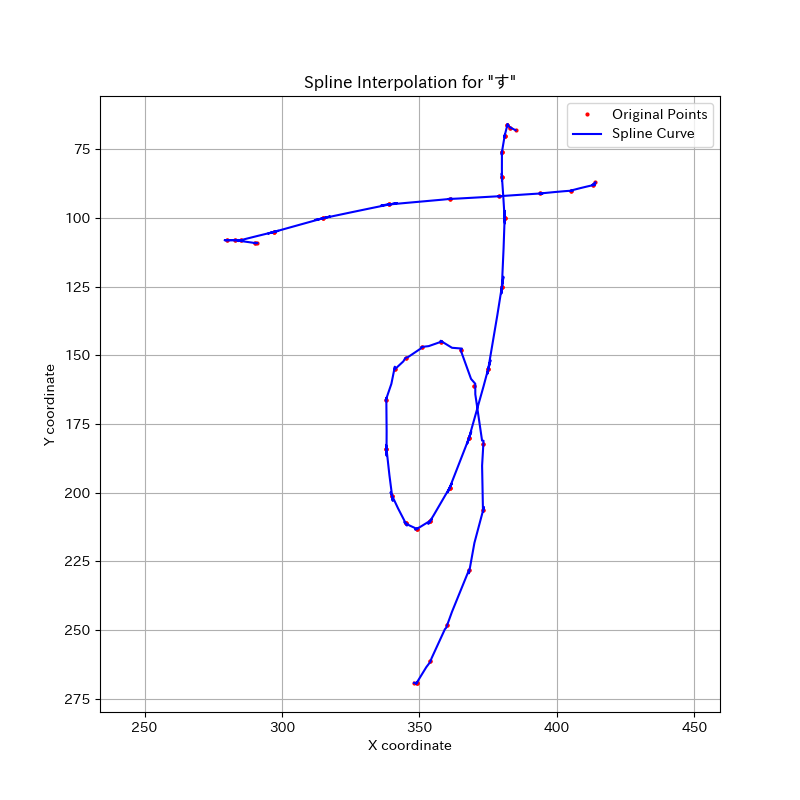 Spline Interpolation for "す"
Original Points
Spline Curve
75
100
125
150
175
200
225
250
275
Y coordinate
250
300
350
400
450
X coordinate